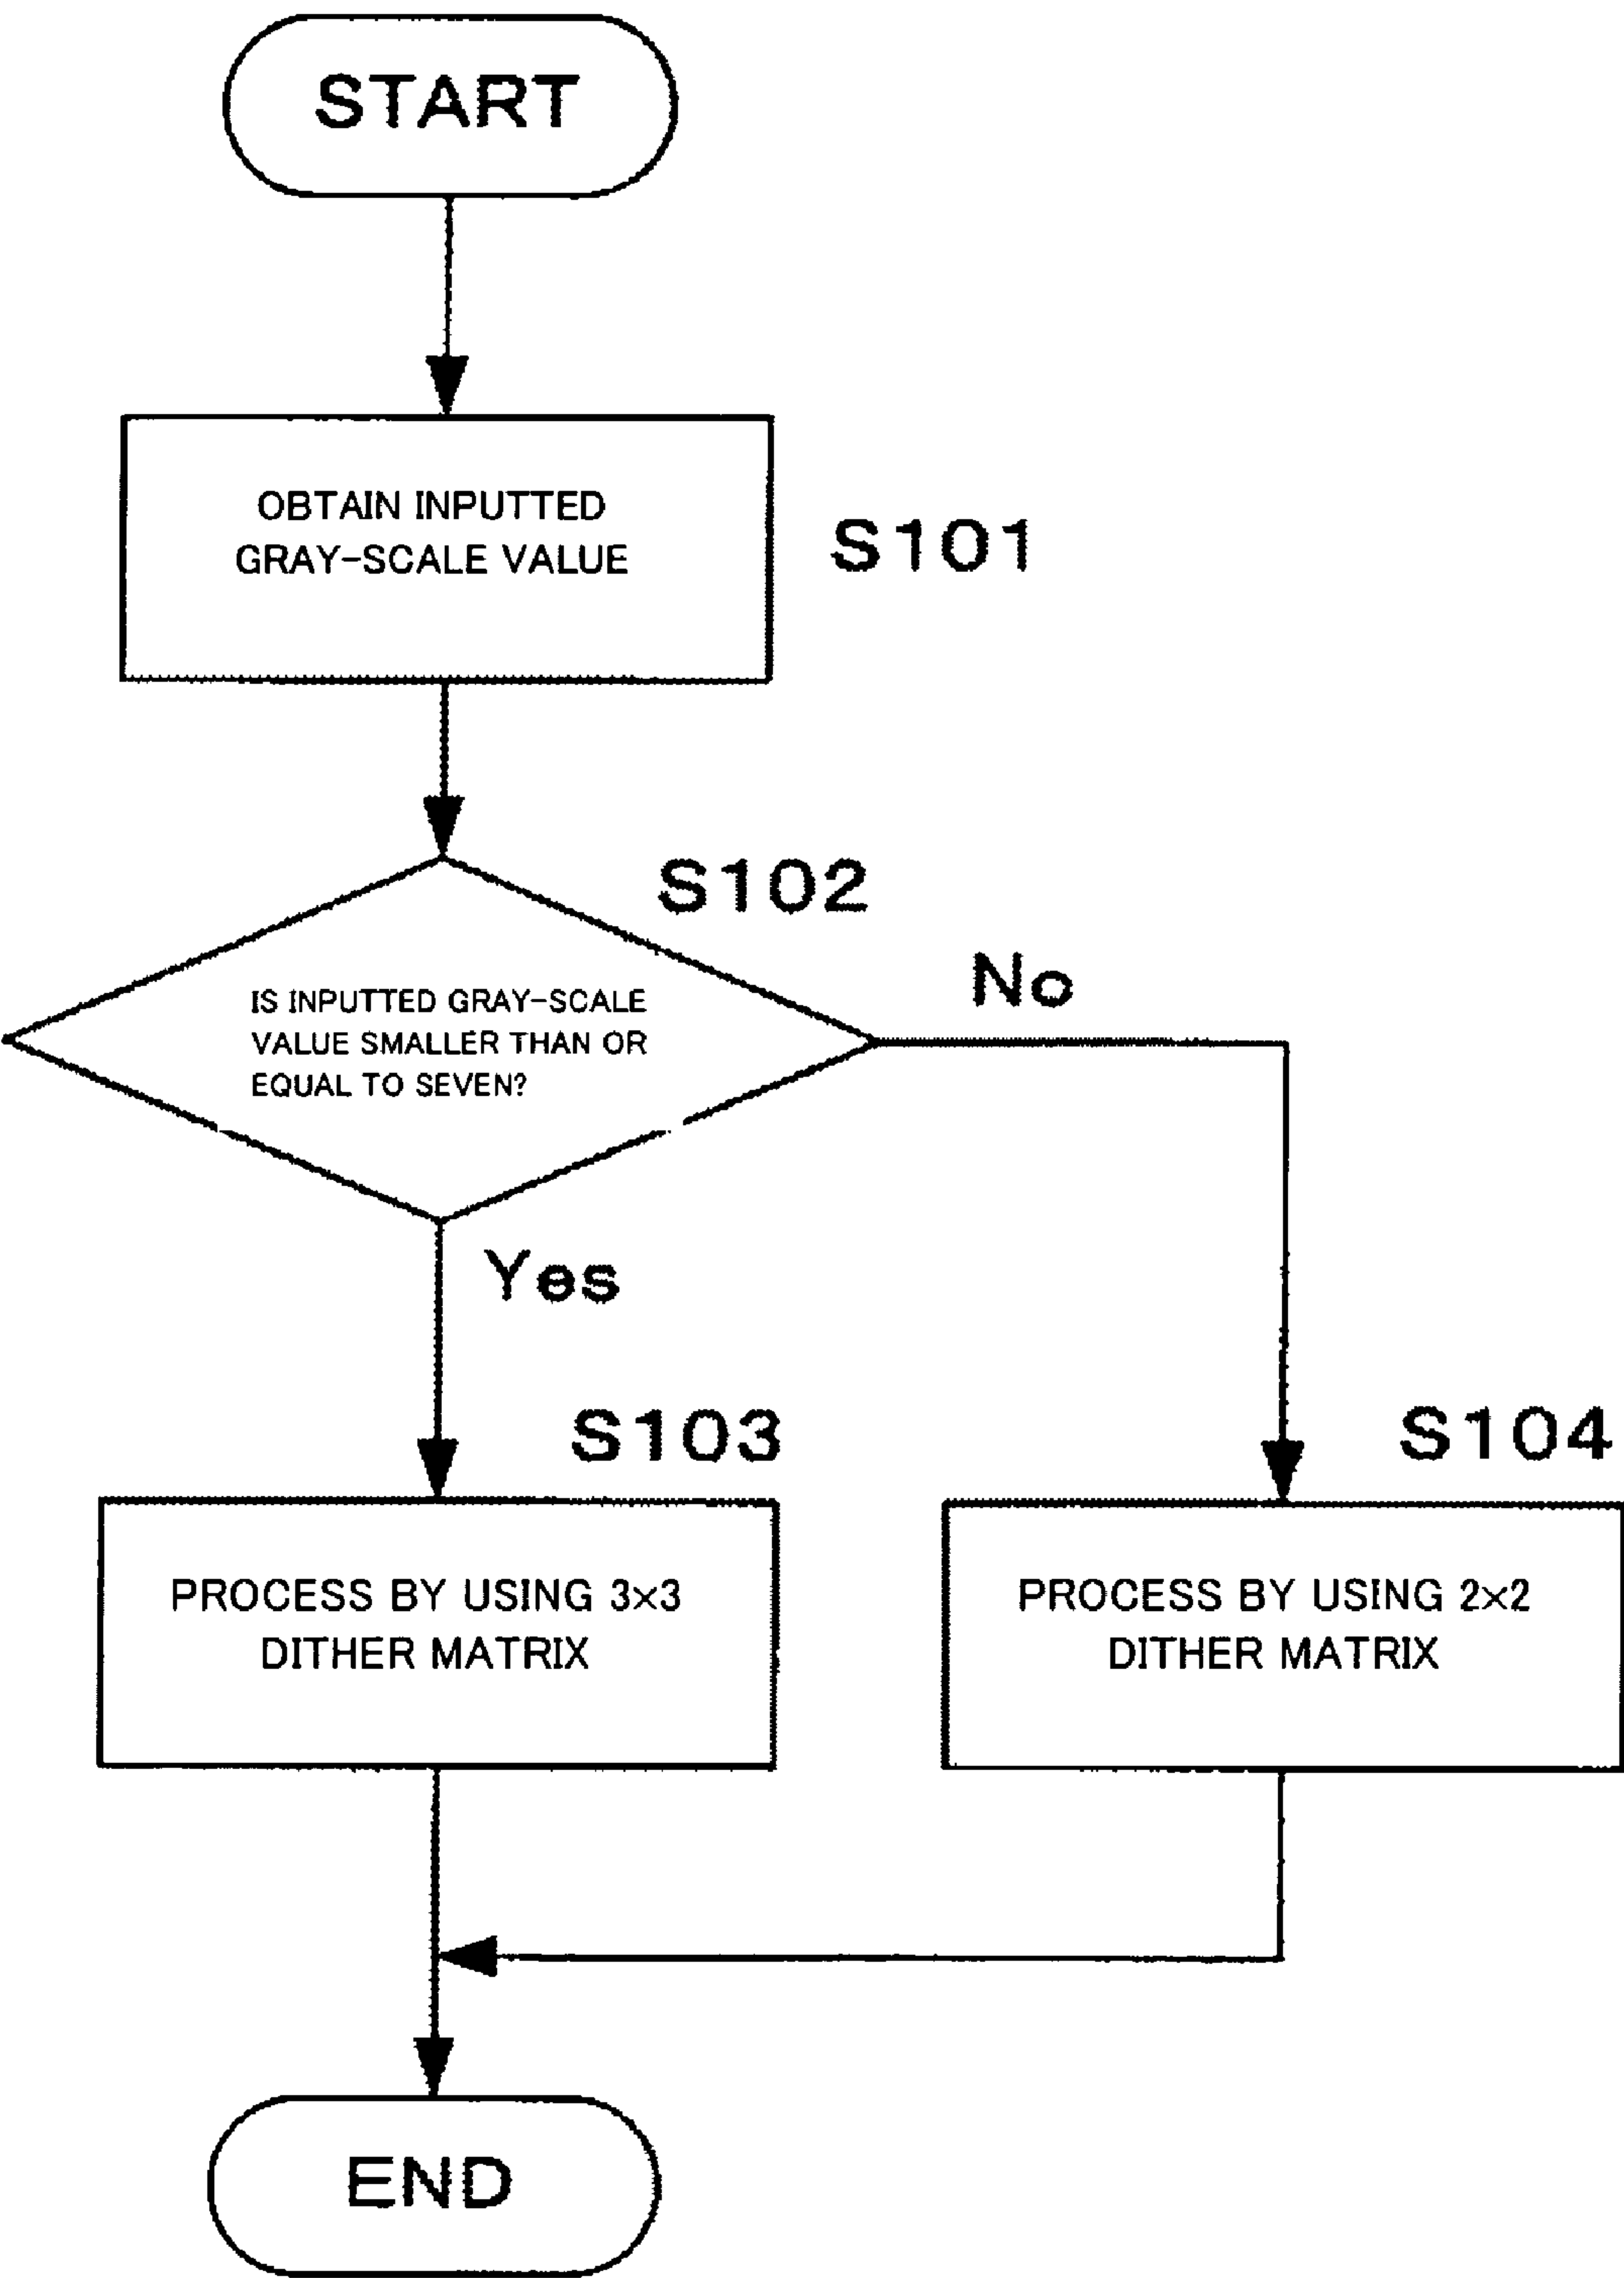 START
OBTAIN INPUTTED
GRAY-SCALE VALUE
S101
S102
IS INPUTTED GRAY-SCALE
VALUE SMALLER THAN OR
EQUAL TO SEVEN?
No
Yes
S103
S104
PROCESS BY USING 3×3
DITHER MATRIX
PROCESS BY USING 2×2
DITHER MATRIX
END